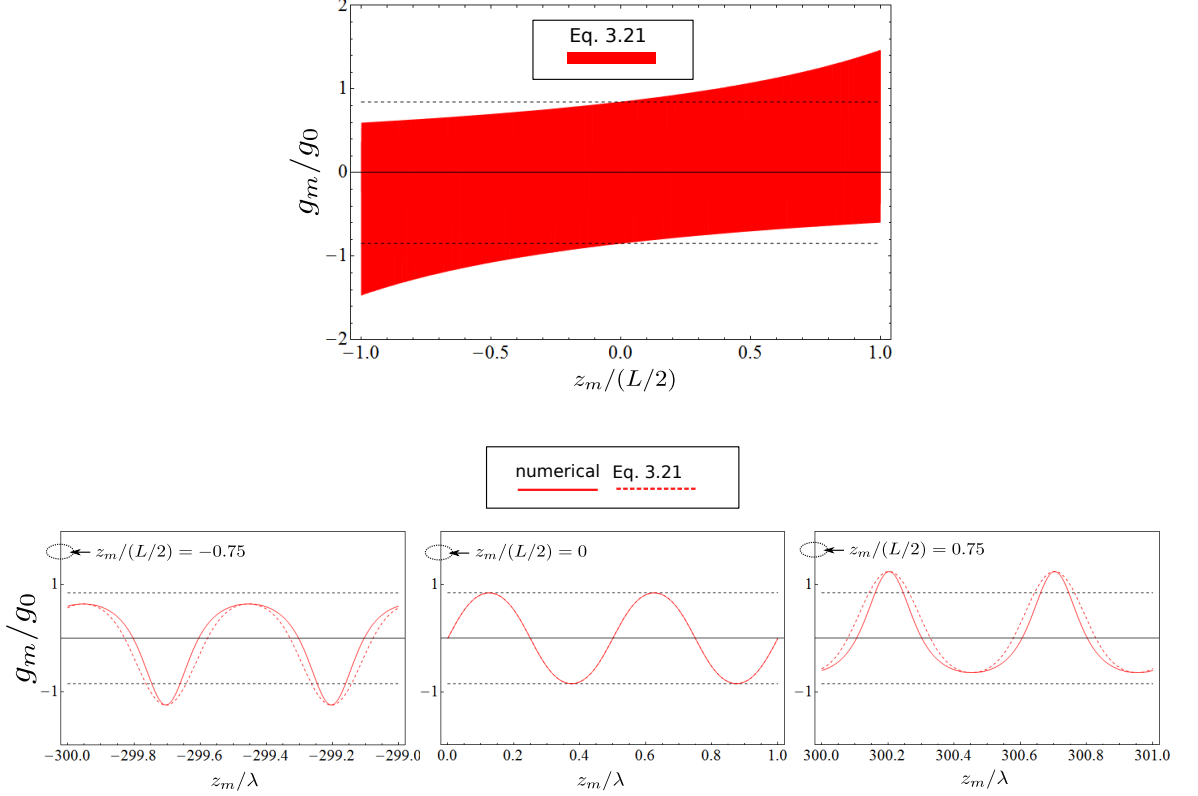 2
Eq. 3.21
1
g_m/g_0
0
−1
−2
−1.0 −0.5 0.0 0.5 1.0
z_m/(L/2)
numerical Eq. 3.21
z_m/(L/2) = −0.75
z_m/(L/2) = 0
z_m/(L/2) = 0.75
1 1 1
g_m/g_0
−1 −1 −1
−300.0 −299.8 −299.6 −299.4 −299.2 −299.0
0.0 0.2 0.4 0.6 0.8 1.0
300.0 300.2 300.4 300.6 300.8 301.0
z_m/λ z_m/λ z_m/λ